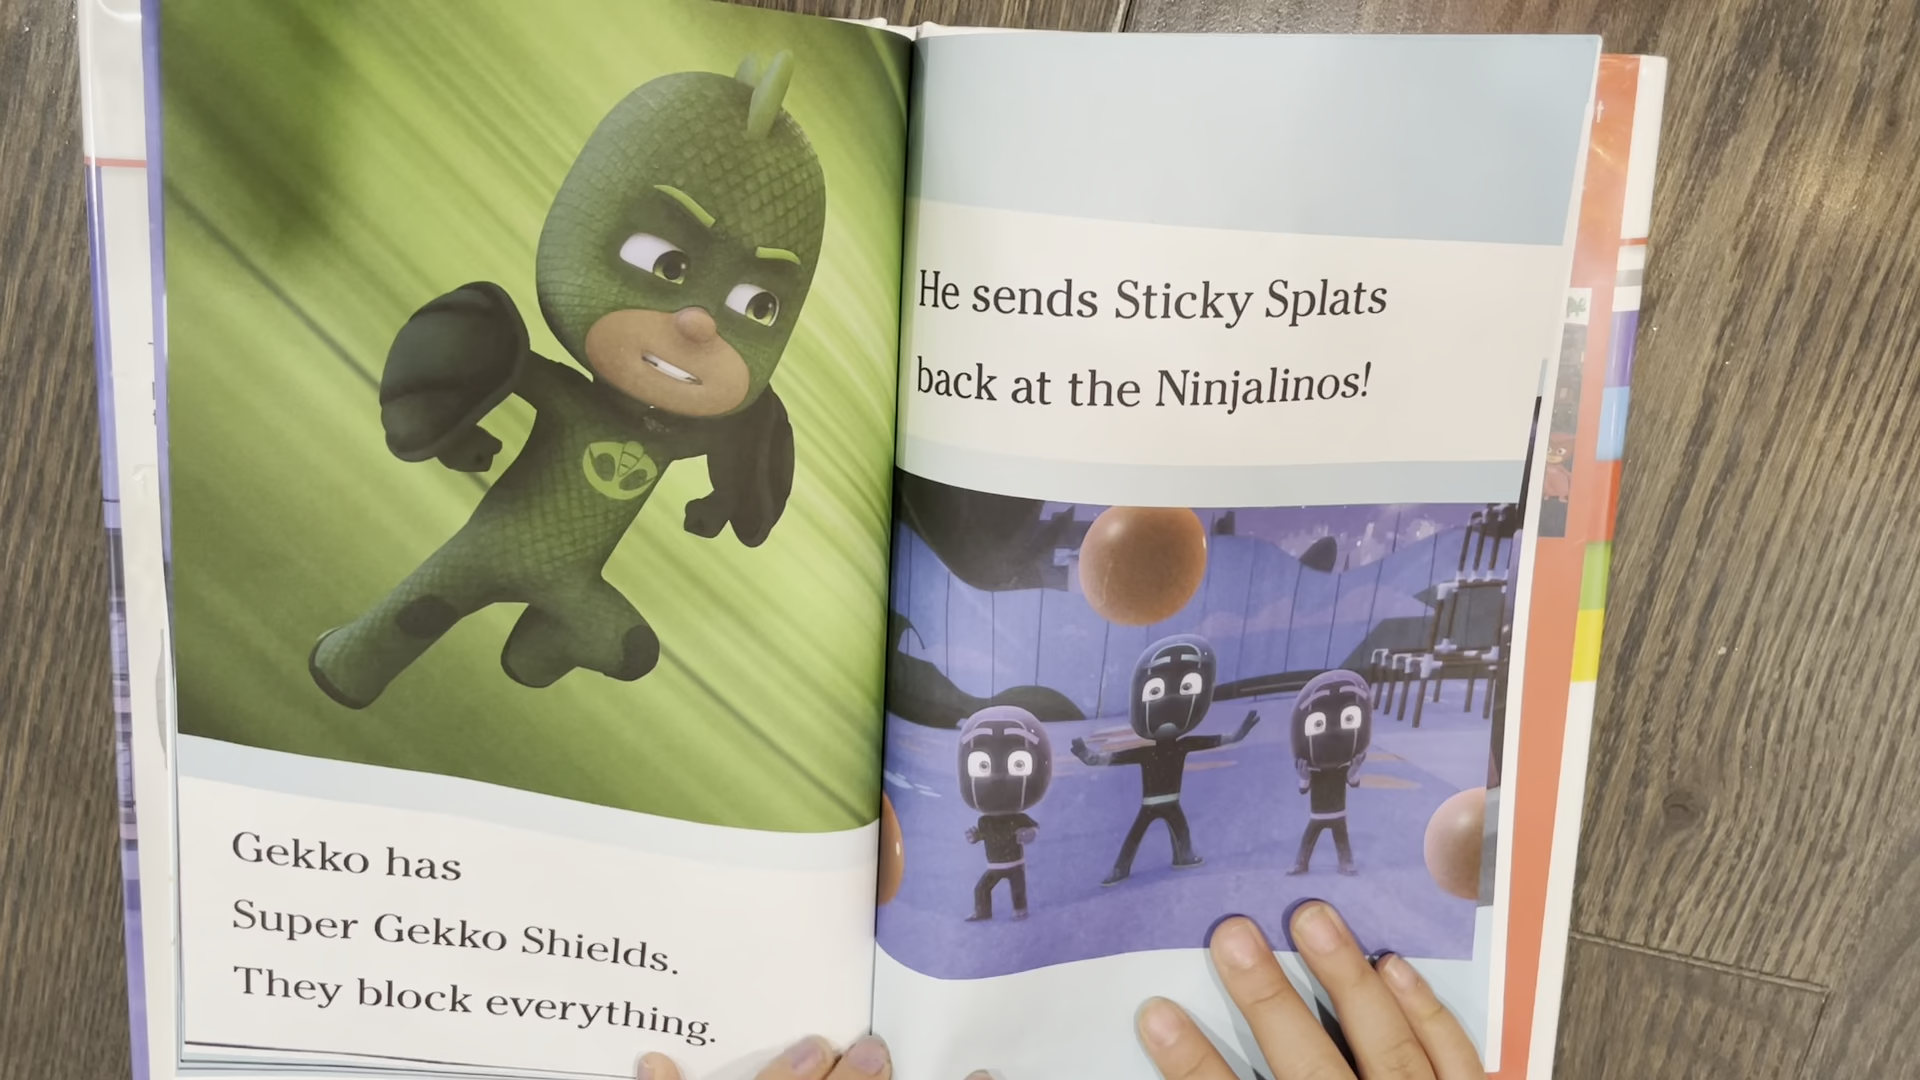 Gekko has
Super Gekko Shields.
They block everything.
He sends Sticky Splats
back at the Ninjalinos!